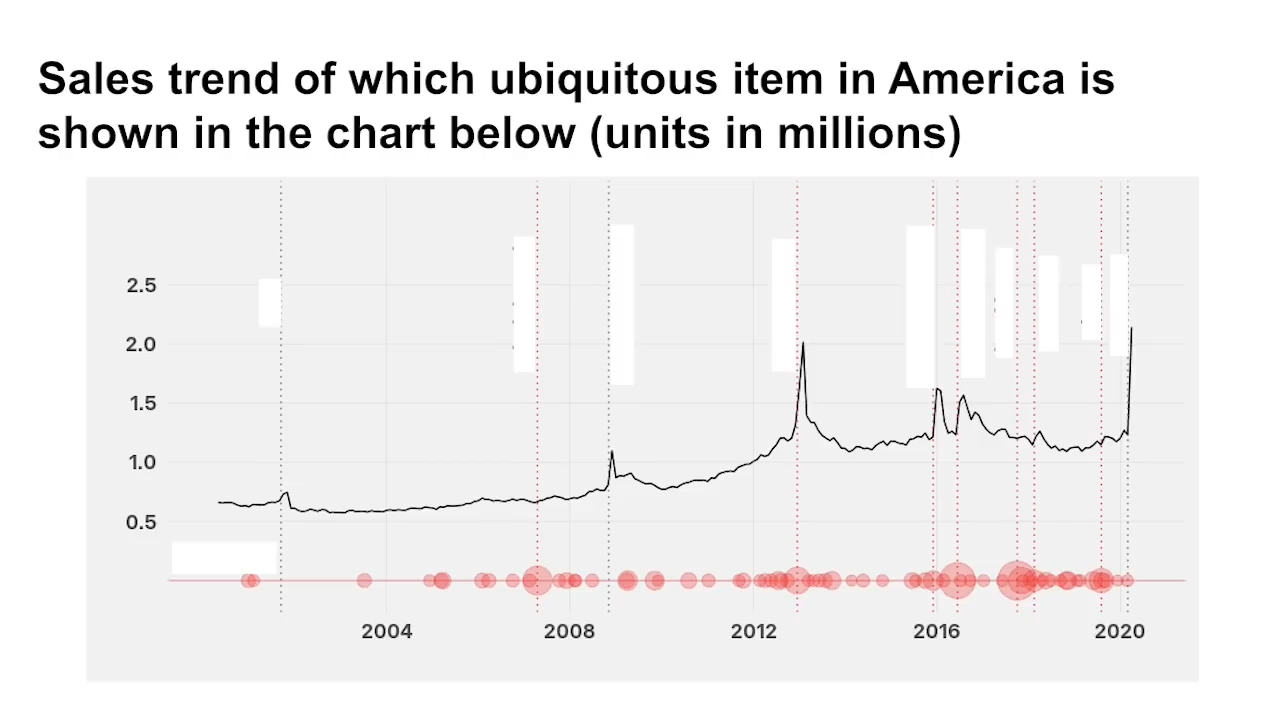 Sales trend of which ubiquitous item in America is
shown in the chart below (units in millions)
2.5
2.0
1.5
1.0
0.5
2004 2008 2012 2016 2020